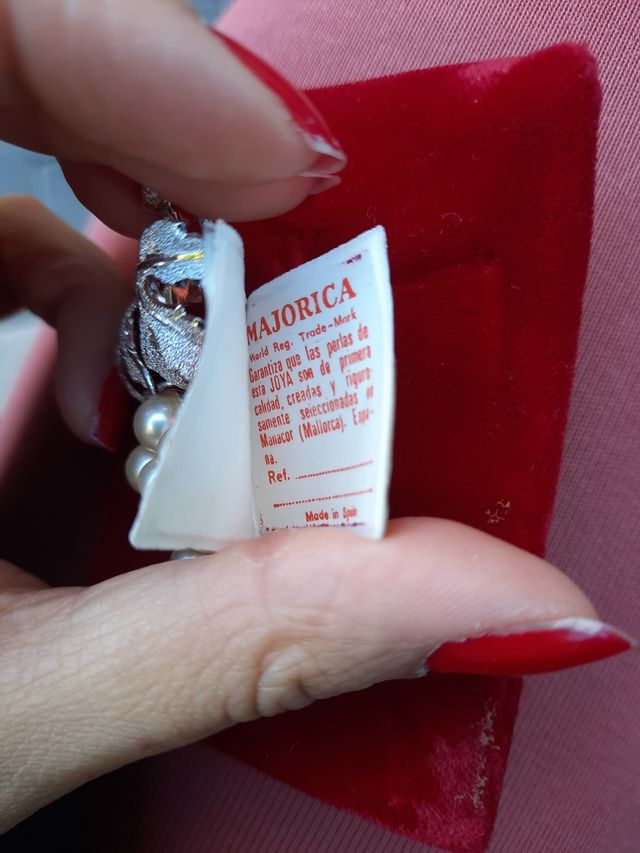 MAJORICA
World Reg. Trade-Mark
Garantiza que las perlas de
esta JOYA son de primera
calidad, creadas y riguro-
samente seleccionadas
Manacor (Mallorca). Espa-
ña.
Ref.
Made in Spain